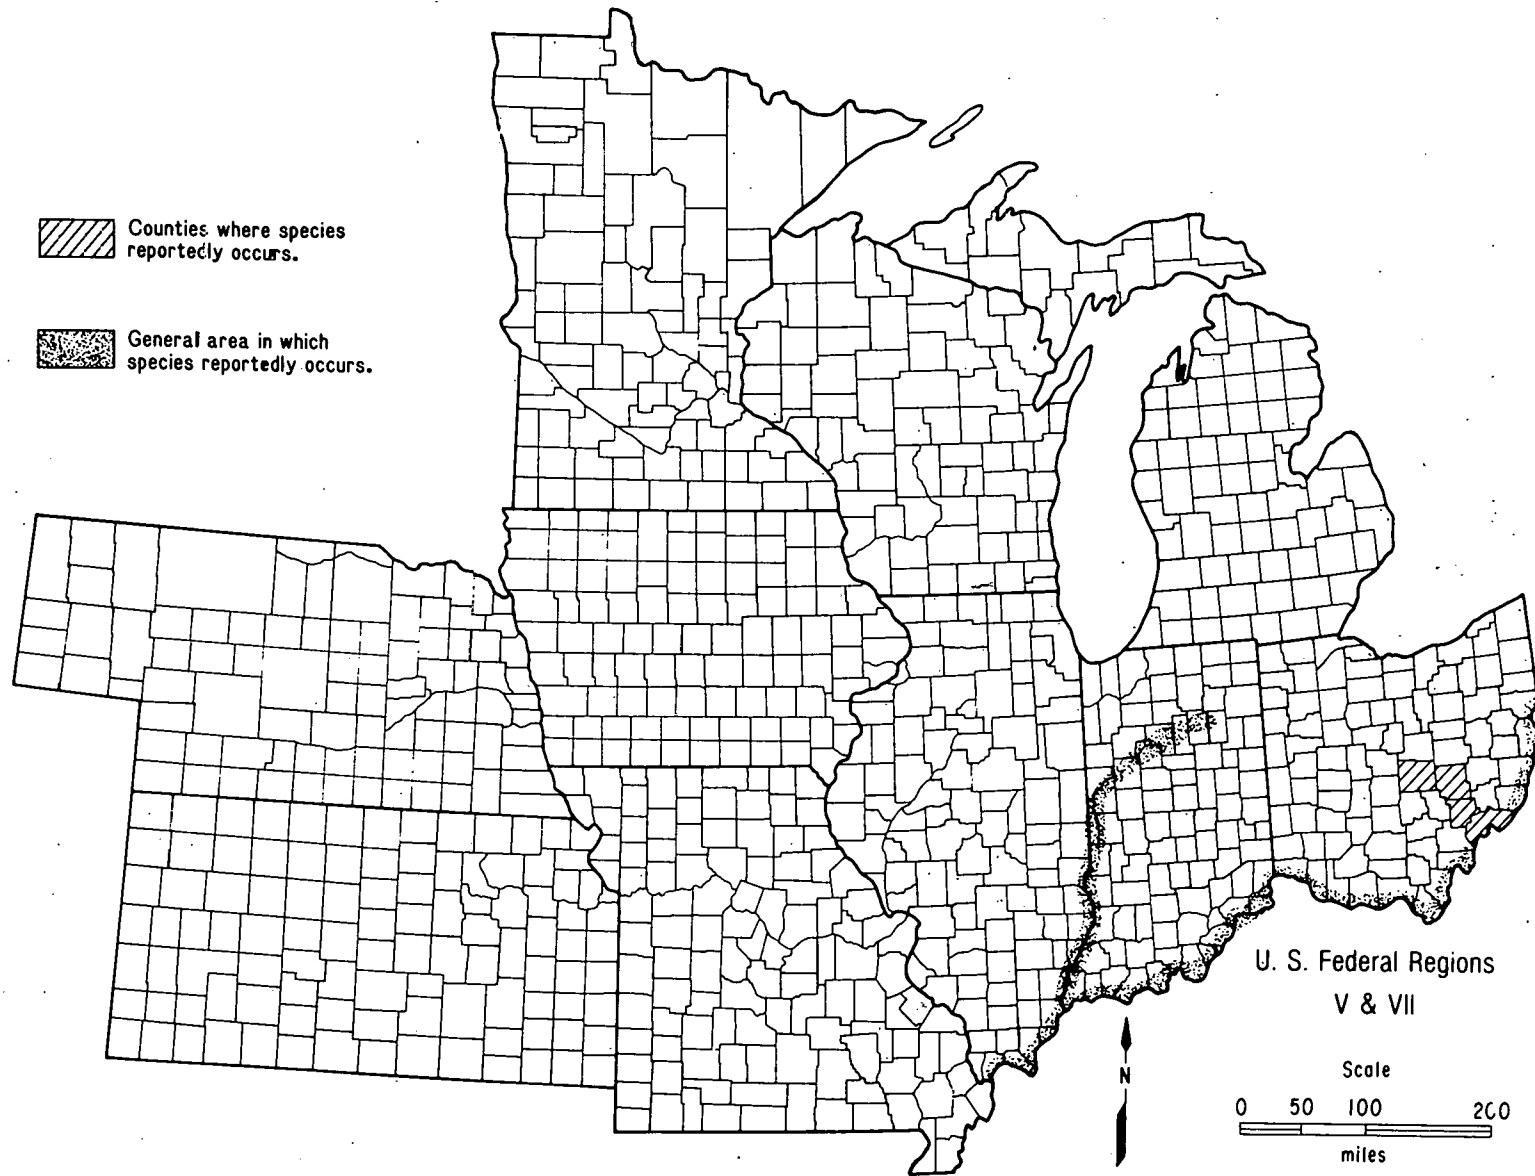 Counties where species
reportedly occurs.
General area in which
species reportedly occurs.
U. S. Federal Regions
V & VII
N
Scale
0 50 100 200
miles